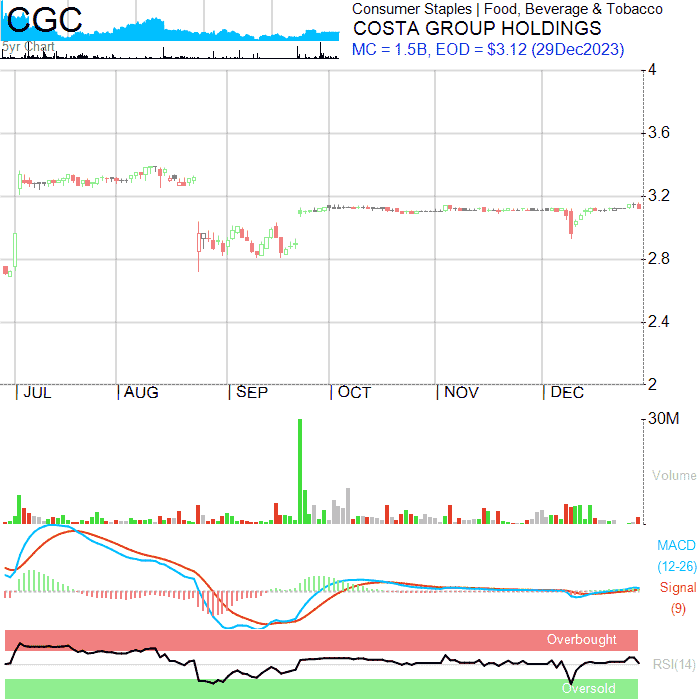 CGC
5yr Chart
Consumer Staples | Food, Beverage & Tobacco
COSTA GROUP HOLDINGS
MC = 1.5B, EOD = $3.12 (29Dec2023)
4
3.6
3.2
2.8
2.4
2
| JUL | AUG | SEP | OCT | NOV | DEC
30M
Volume
MACD
(12-26)
Signal
(9)
Overbought
RSI(14)
Oversold